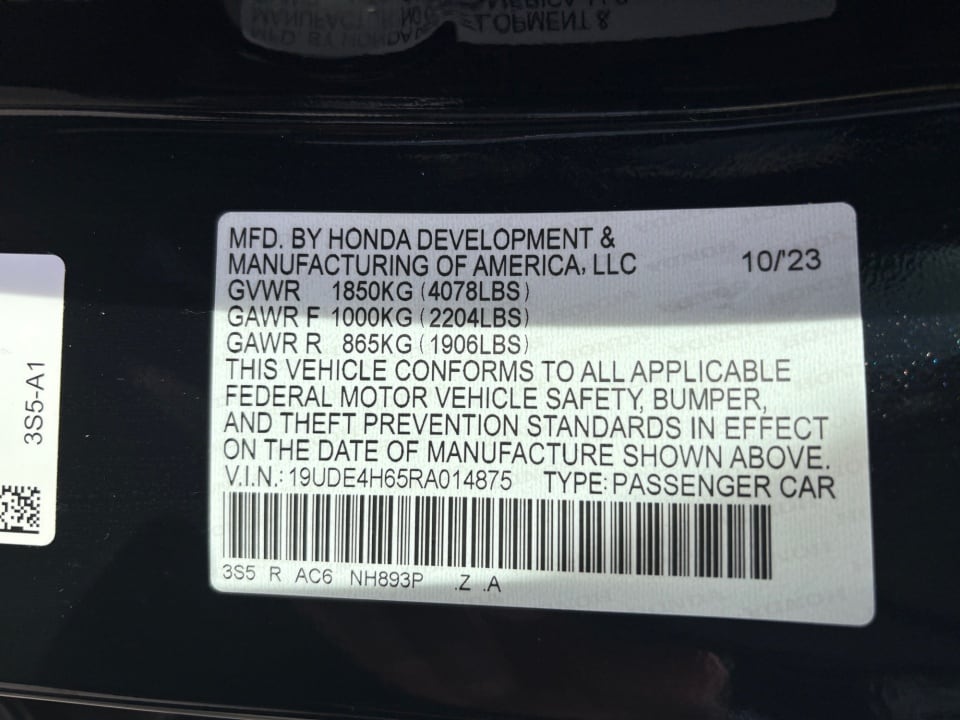 MFD. BY HONDA DEVELOPMENT &
MANUFACTURING OF AMERICA, LLC 10/'23
GVWR 1850KG (4078LBS)
GAWR F 1000KG (2204LBS)
GAWR R 865KG (1906LBS)
THIS VEHICLE CONFORMS TO ALL APPLICABLE
FEDERAL MOTOR VEHICLE SAFETY, BUMPER,
AND THEFT PREVENTION STANDARDS IN EFFECT
ON THE DATE OF MANUFACTURE SHOWN ABOVE.
V.I.N.: 19UDE4H65RA014875 TYPE: PASSENGER CAR
3S5 R AC6 NH893P .Z .A
3S5-A1